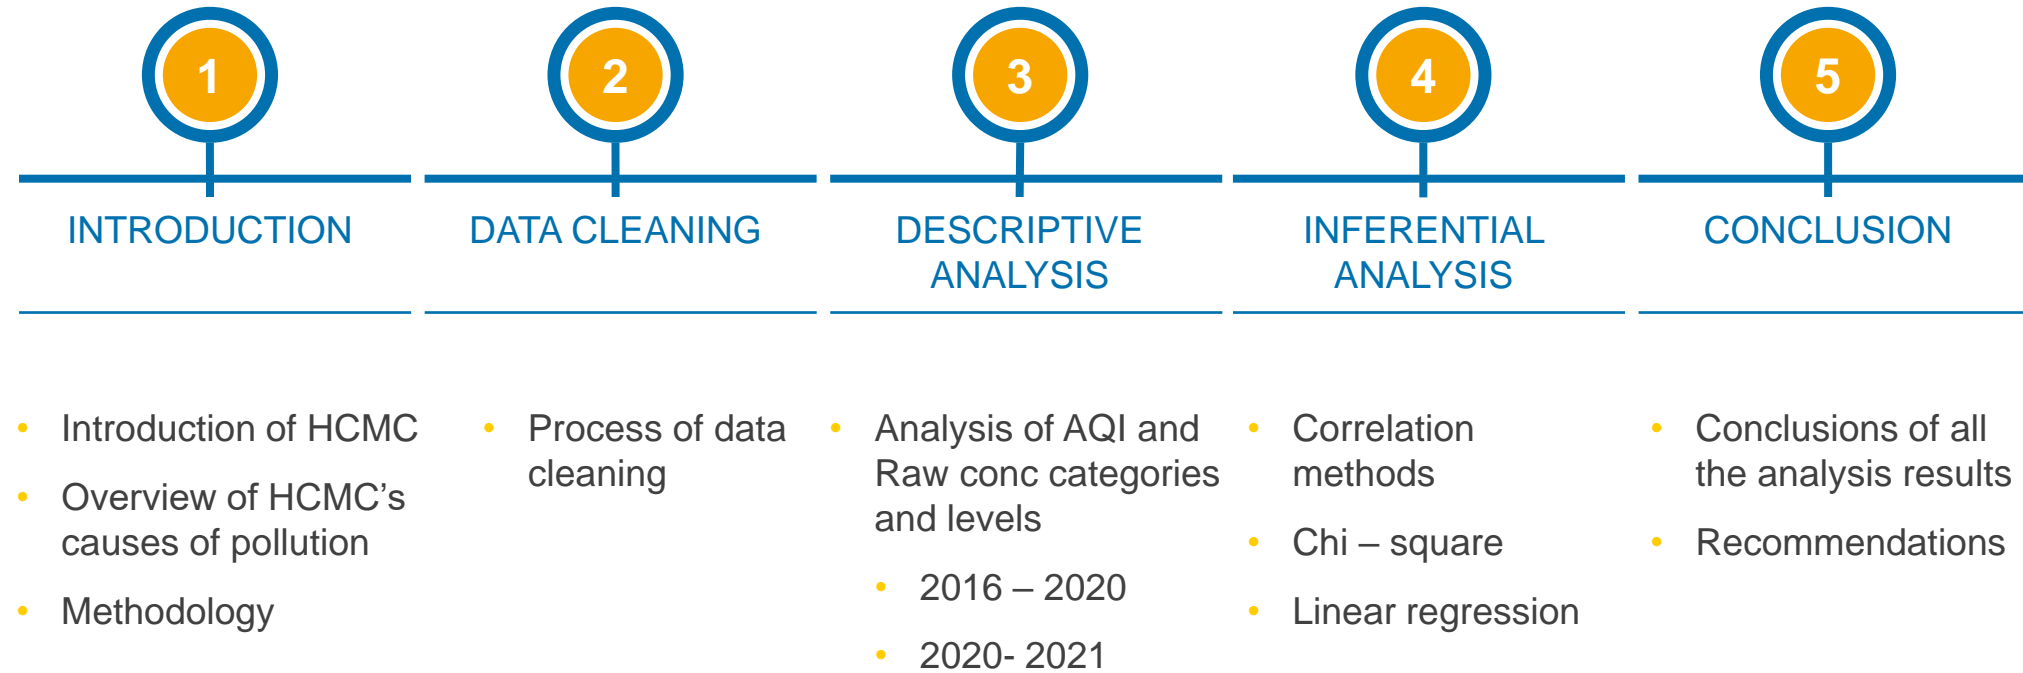 1
INTRODUCTION
• Introduction of HCMC
• Overview of HCMC’s
causes of pollution
• Methodology
2
DATA CLEANING
• Process of data
cleaning
3
DESCRIPTIVE
ANALYSIS
• Analysis of AQI and
Raw conc categories
and levels
• 2016 – 2020
• 2020- 2021
4
INFERENTIAL
ANALYSIS
• Correlation
methods
• Chi – square
• Linear regression
5
CONCLUSION
• Conclusions of all
the analysis results
• Recommendations